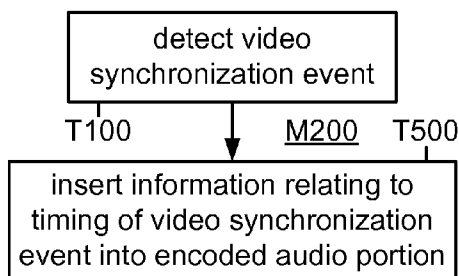 detect video
synchronization event
T100 M200 T500
insert information relating to
timing of video synchronization
event into encoded audio portion